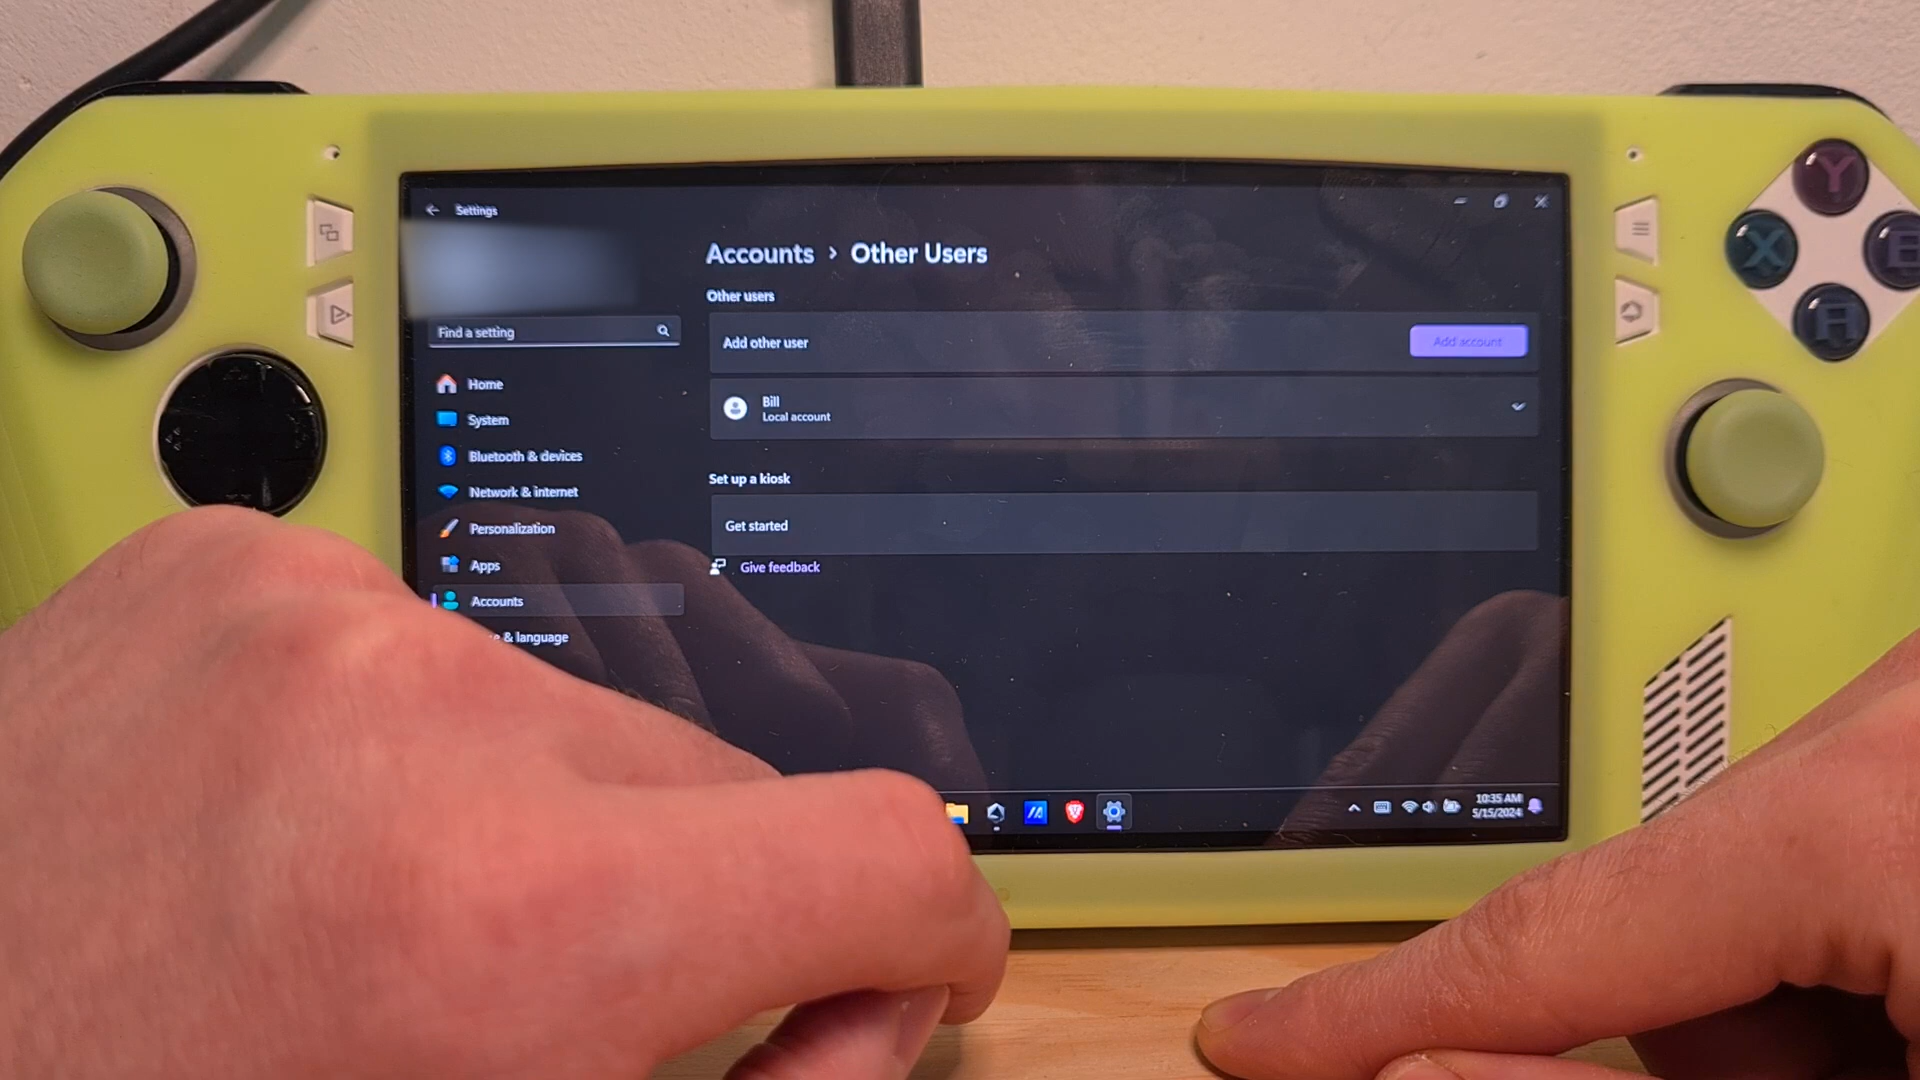 Settings
Accounts > Other Users
Other users
Find a setting
Add other user
Add account
Home
Bill
Local account
System
Bluetooth & devices
Set up a kiosk
Network & internet
Get started
Personalization
Give feedback
Apps
Accounts
& language
10:35 AM
5/15/2024
Y
X
B
A